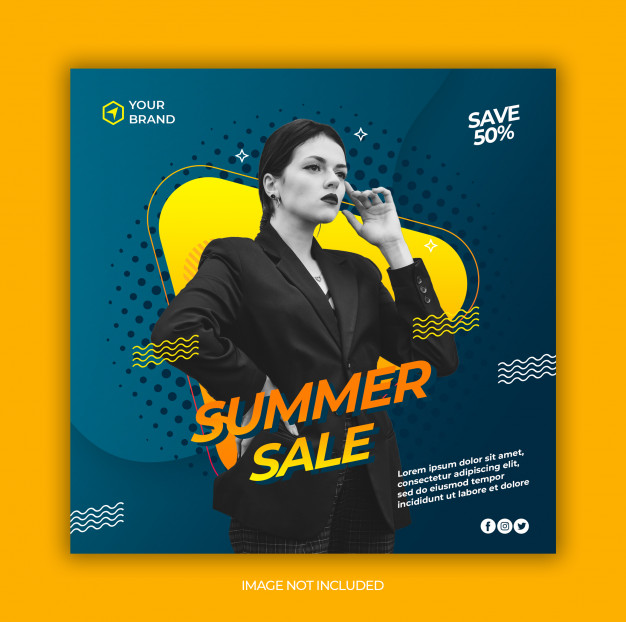 YOUR
BRAND
SAVE
50%
SUMMER
SALE
Lorem ipsum dolor sit amet,
consectetur adipiscing elit,
sed do eiusmod tempor
incididunt ut labore et dolore
IMAGE NOT INCLUDED